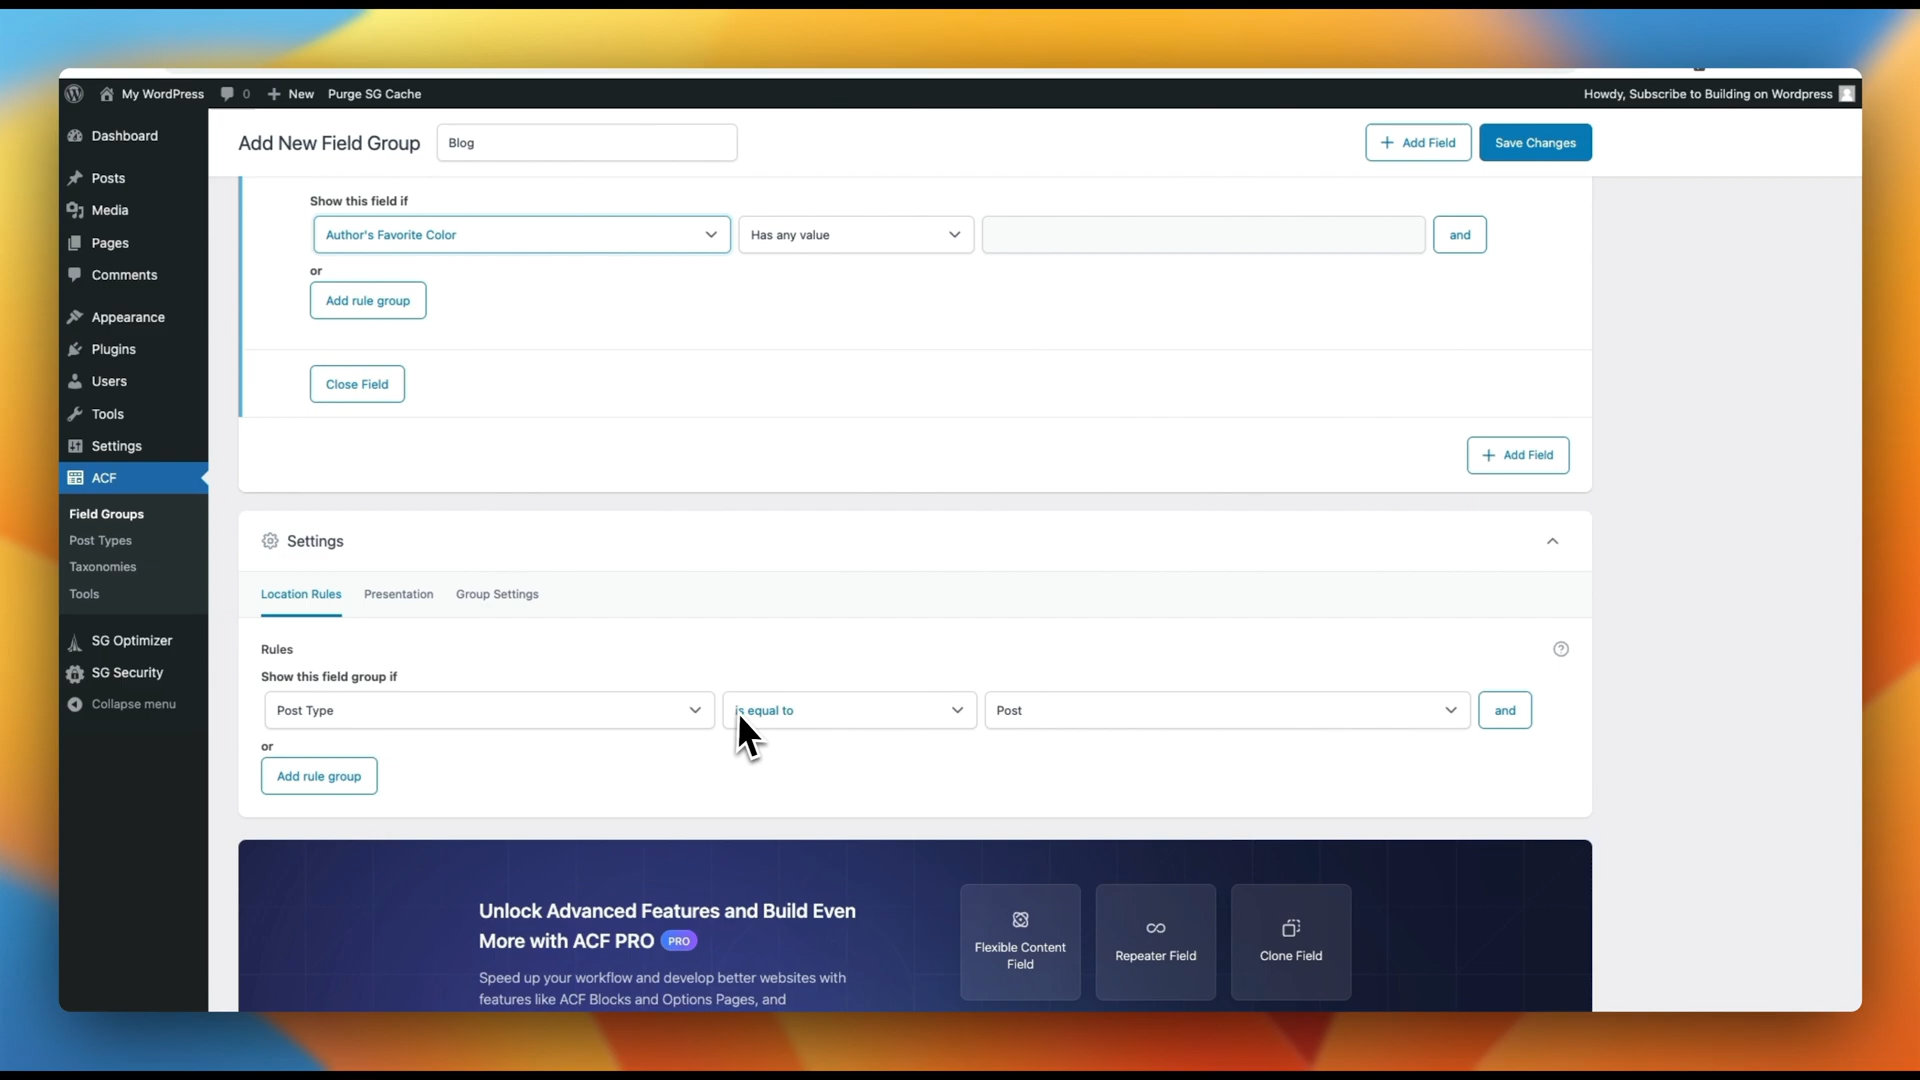 My WordPress 0 New Purge SG Cache Howdy, Subscribe to Building on Wordpress
Dashboard
Posts
Media
Pages
Comments
Appearance
Plugins
Users
Tools
Settings
ACF
Field Groups
Post Types
Taxonomies
Tools
SG Optimizer
SG Security
Collapse menu
Add New Field Group Blog + Add Field Save Changes
Show this field if
Author's Favorite Color Has any value and
or
Add rule group
Close Field
+ Add Field
Settings
Location Rules Presentation Group Settings
Rules ?
Show this field group if
Post Type is equal to Post and
or
Add rule group
Unlock Advanced Features and Build Even
More with ACF PRO PRO
Speed up your workflow and develop better websites with
features like ACF Blocks and Options Pages, and
Flexible Content
Field
Repeater Field
Clone Field